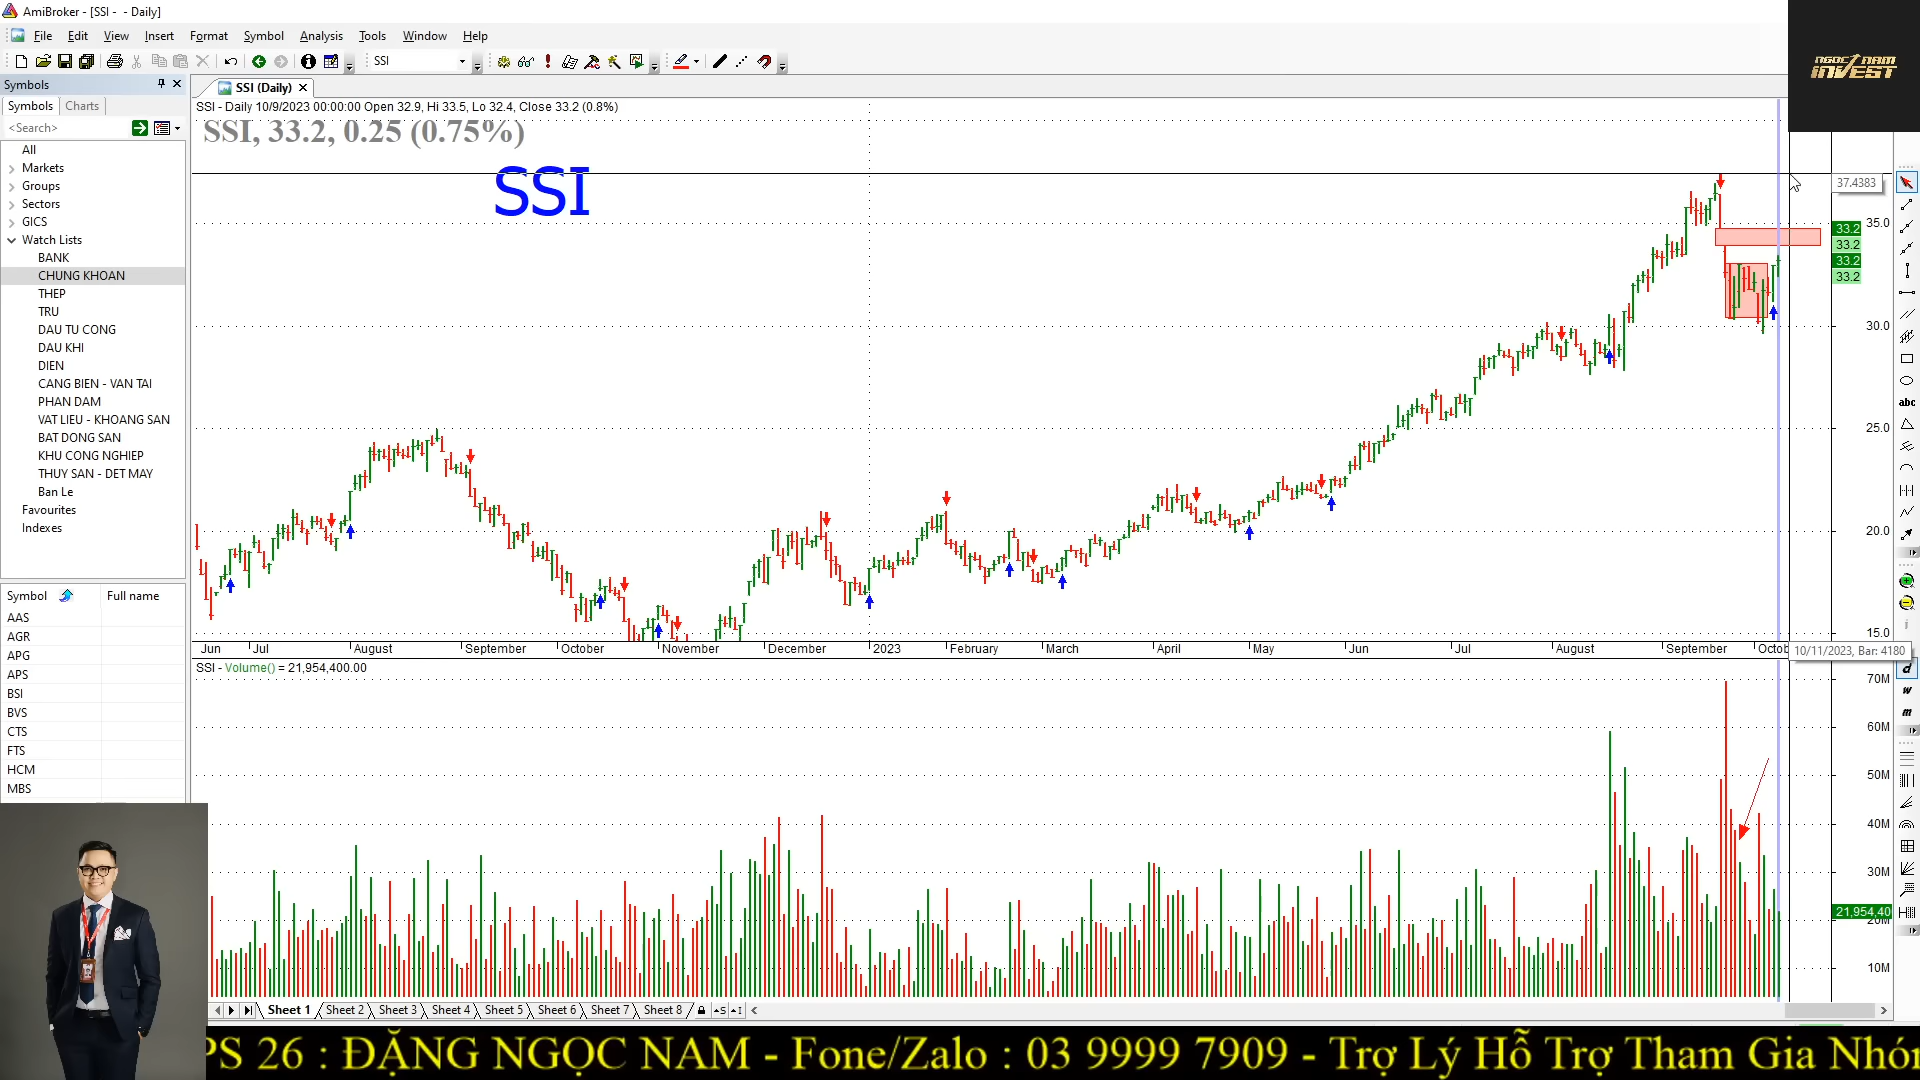 AmiBroker - [SSI - - Daily]
File Edit View Insert Format Symbol Analysis Tools Window Help
SSI
NGOC NAM
INVEST
Symbols
Symbols Charts
<Search>
All
Markets
Groups
Sectors
GICS
Watch Lists
BANK
CHUNG KHOAN
THEP
TRU
DAU TU CONG
DAU KHI
DIEN
CANG BIEN - VAN TAI
PHAN DAM
VAT LIEU - KHOANG SAN
BAT DONG SAN
KHU CONG NGHIEP
THUY SAN - DET MAY
Ban Le
Favourites
Indexes
Symbol Full name
AAS
AGR
APG
APS
BSI
BVS
CTS
FTS
HCM
MBS
SSI (Daily)
SSI - Daily 10/9/2023 00:00:00 Open 32.9, Hi 33.5, Lo 32.4, Close 33.2 (0.8%)
SSI, 33.2, 0.25 (0.75%)
SSI
37.4383
35.0
33.2
33.2
33.2
33.2
30.0
25.0
20.0
15.0
abc
Jun Jul August September October November December 2023 February March April May Jun Jul August September Octob
10/11/2023, Bar: 4180
SSI - Volume() = 21,954,400.00
d
w
m
70M
60M
50M
40M
30M
21,954,40
20M
10M
Sheet 1 Sheet 2 Sheet 3 Sheet 4 Sheet 5 Sheet 6 Sheet 7 Sheet 8
PS 26 : ĐẶNG NGỌC NAM - Fone/Zalo : 03 9999 7909 - Trợ Lý Hỗ Trợ Tham Gia Nhón